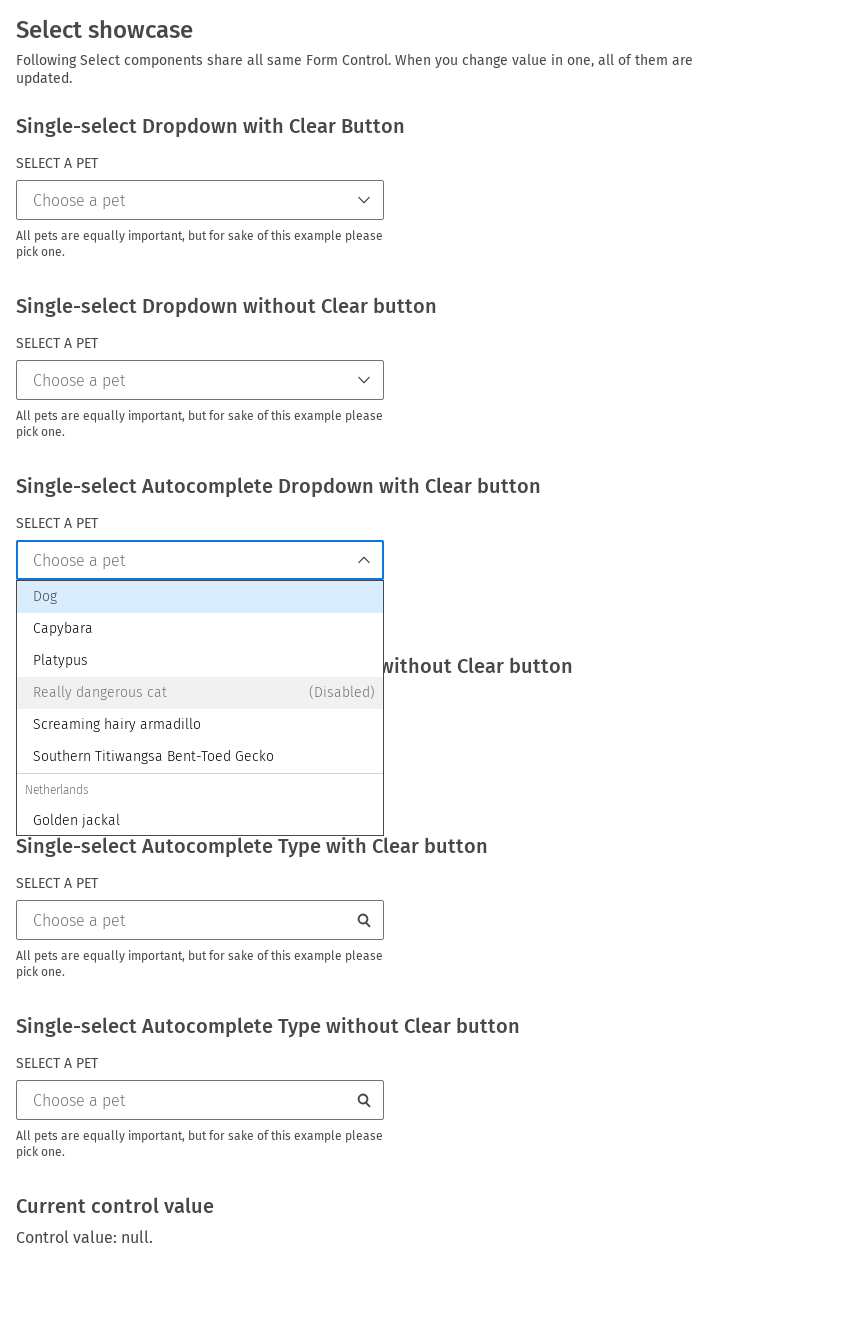 Select showcase
Following Select components share all same Form Control. When you change value in one, all of them are
updated.
Single-select Dropdown with Clear Button
SELECT A PET
Choose a pet
All pets are equally important, but for sake of this example please
pick one.
Single-select Dropdown without Clear button
SELECT A PET
Choose a pet
All pets are equally important, but for sake of this example please
pick one.
Single-select Autocomplete Dropdown with Clear button
SELECT A PET
Choose a pet
Dog
Capybara
Platypus
without Clear button
Really dangerous cat (Disabled)
Screaming hairy armadillo
Southern Titiwangsa Bent-Toed Gecko
Netherlands
Golden jackal
Single-select Autocomplete Type with Clear button
SELECT A PET
Choose a pet
All pets are equally important, but for sake of this example please
pick one.
Single-select Autocomplete Type without Clear button
SELECT A PET
Choose a pet
All pets are equally important, but for sake of this example please
pick one.
Current control value
Control value: null.